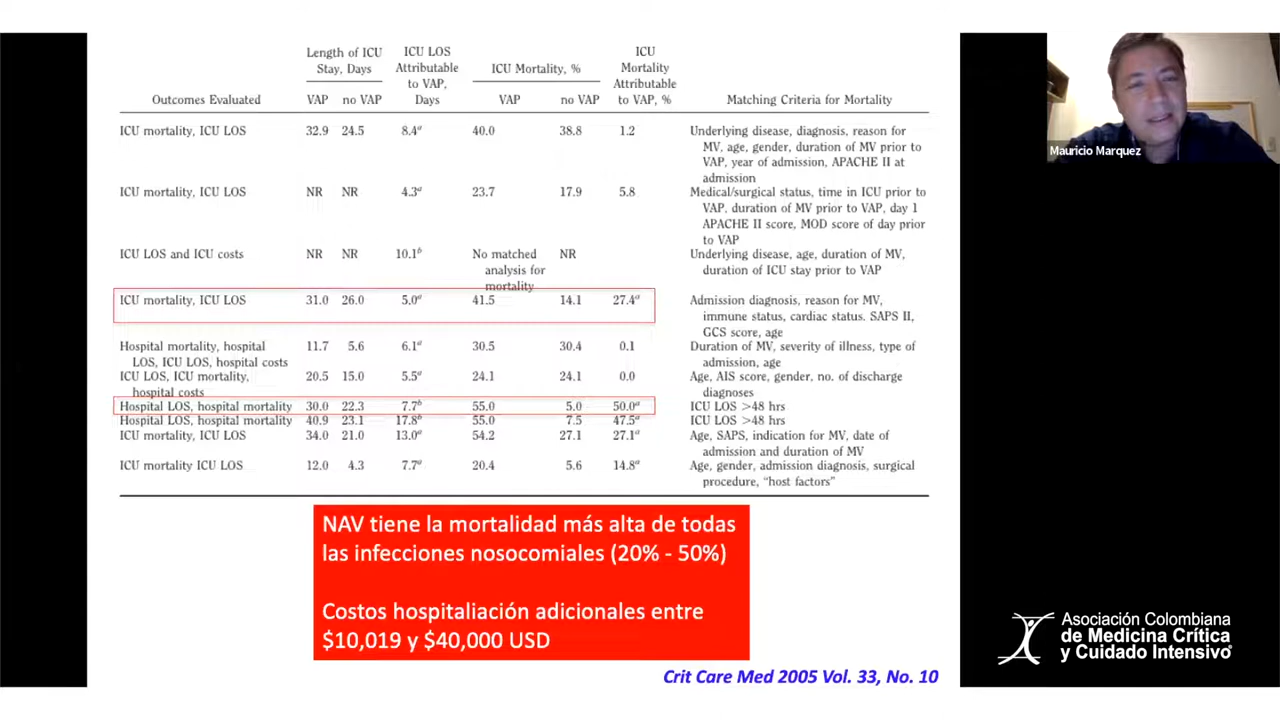 Length of ICU Stay, Days
ICU LOS Attributable to VAP, Days
ICU Mortality, %
ICU Mortality Attributable to VAP, %
Outcomes Evaluated VAP no VAP VAP no VAP Matching Criteria for Mortality
ICU mortality, ICU LOS 32.9 24.5 8.4a 40.0 38.8 1.2 Underlying disease, diagnosis, reason for
MV, age, gender, duration of MV prior to
VAP, year of admission, APACHE II at
admission
ICU mortality, ICU LOS NR NR 4.3a 23.7 17.9 5.8 Medical/surgical status, time in ICU prior to
VAP, duration of MV prior to VAP, day 1
APACHE II score, MOD score of day prior
to VAP
ICU LOS and ICU costs NR NR 10.1b No matched NR Underlying disease, age, duration of MV,
analysis for duration of ICU stay prior to VAP
mortality
ICU mortality, ICU LOS 31.0 26.0 5.0a 41.5 14.1 27.4a Admission diagnosis, reason for MV,
immune status, cardiac status. SAPS II,
GCS score, age
Hospital mortality, hospital 11.7 5.6 6.1a 30.5 30.4 0.1 Duration of MV, severity of illness, type of
LOS, ICU LOS, hospital costs admission, age
ICU LOS, ICU mortality, 20.5 15.0 5.5a 24.1 24.1 0.0 Age, AIS score, gender, no. of discharge
hospital costs diagnoses
Hospital LOS, hospital mortality 30.0 22.3 7.7b 55.0 5.0 50.0a ICU LOS >48 hrs
Hospital LOS, hospital mortality 40.9 23.1 17.8b 55.0 7.5 47.5a ICU LOS >48 hrs
ICU mortality, ICU LOS 34.0 21.0 13.0a 54.2 27.1 27.1a Age, SAPS, indication for MV, date of
admission and duration of MV
ICU mortality ICU LOS 12.0 4.3 7.7a 20.4 5.6 14.8a Age, gender, admission diagnosis, surgical
procedure, “host factors”
NAV tiene la mortalidad más alta de todas
las infecciones nosocomiales (20% - 50%)
Costos hospitaliación adicionales entre
$10,019 y $40,000 USD
Crit Care Med 2005 Vol. 33, No. 10
Mauricio Marquez
Asociación Colombiana
de Medicina Crítica
y Cuidado Intensivo